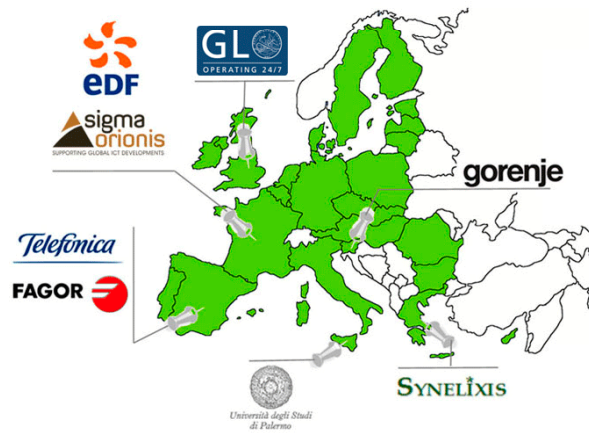 eDF
GL
OPERATING 24/7
sigma
orionis
SUPPORTING GLOBAL ICT DEVELOPMENTS
gorenje
Telefónica
FAGOR
SYNELIXIS
Università degli Studi
di Palermo